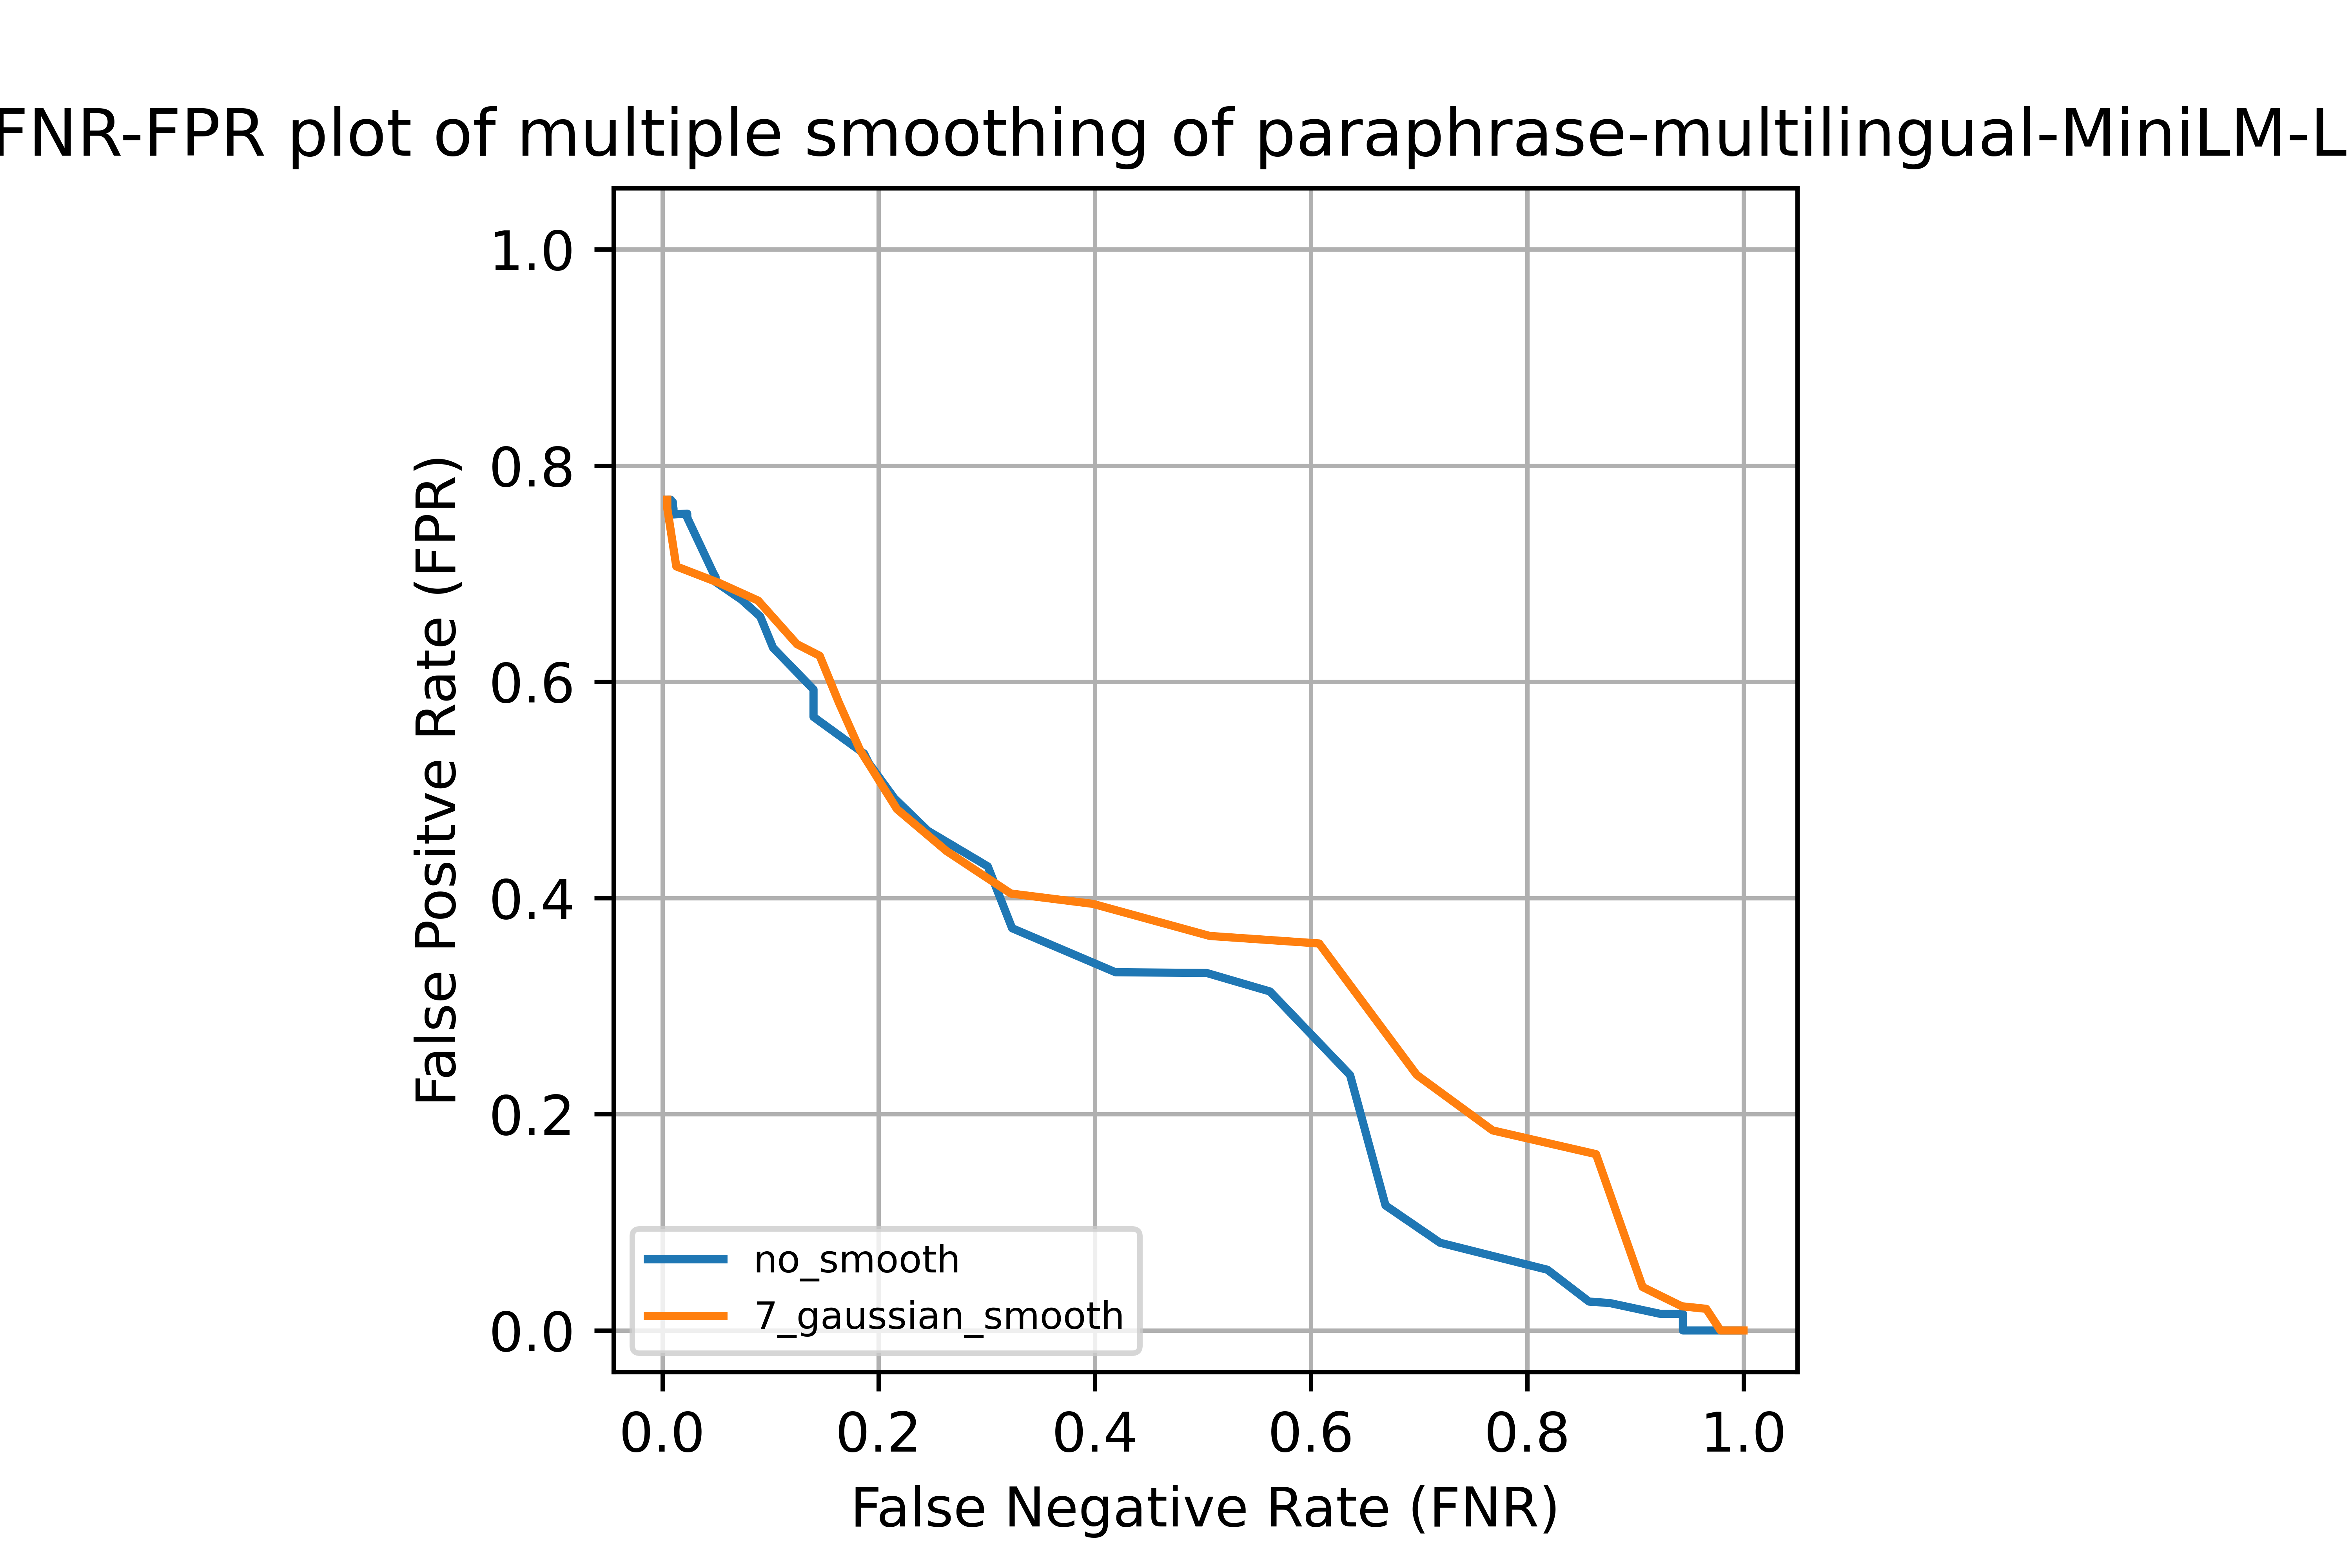 FNR-FPR plot of multiple smoothing of paraphrase-multilingual-MiniLM-L
1.0
0.8
0.6
0.4
0.2
0.0
False Positve Rate (FPR)
no_smooth
7_gaussian_smooth
0.0 0.2 0.4 0.6 0.8 1.0
False Negative Rate (FNR)